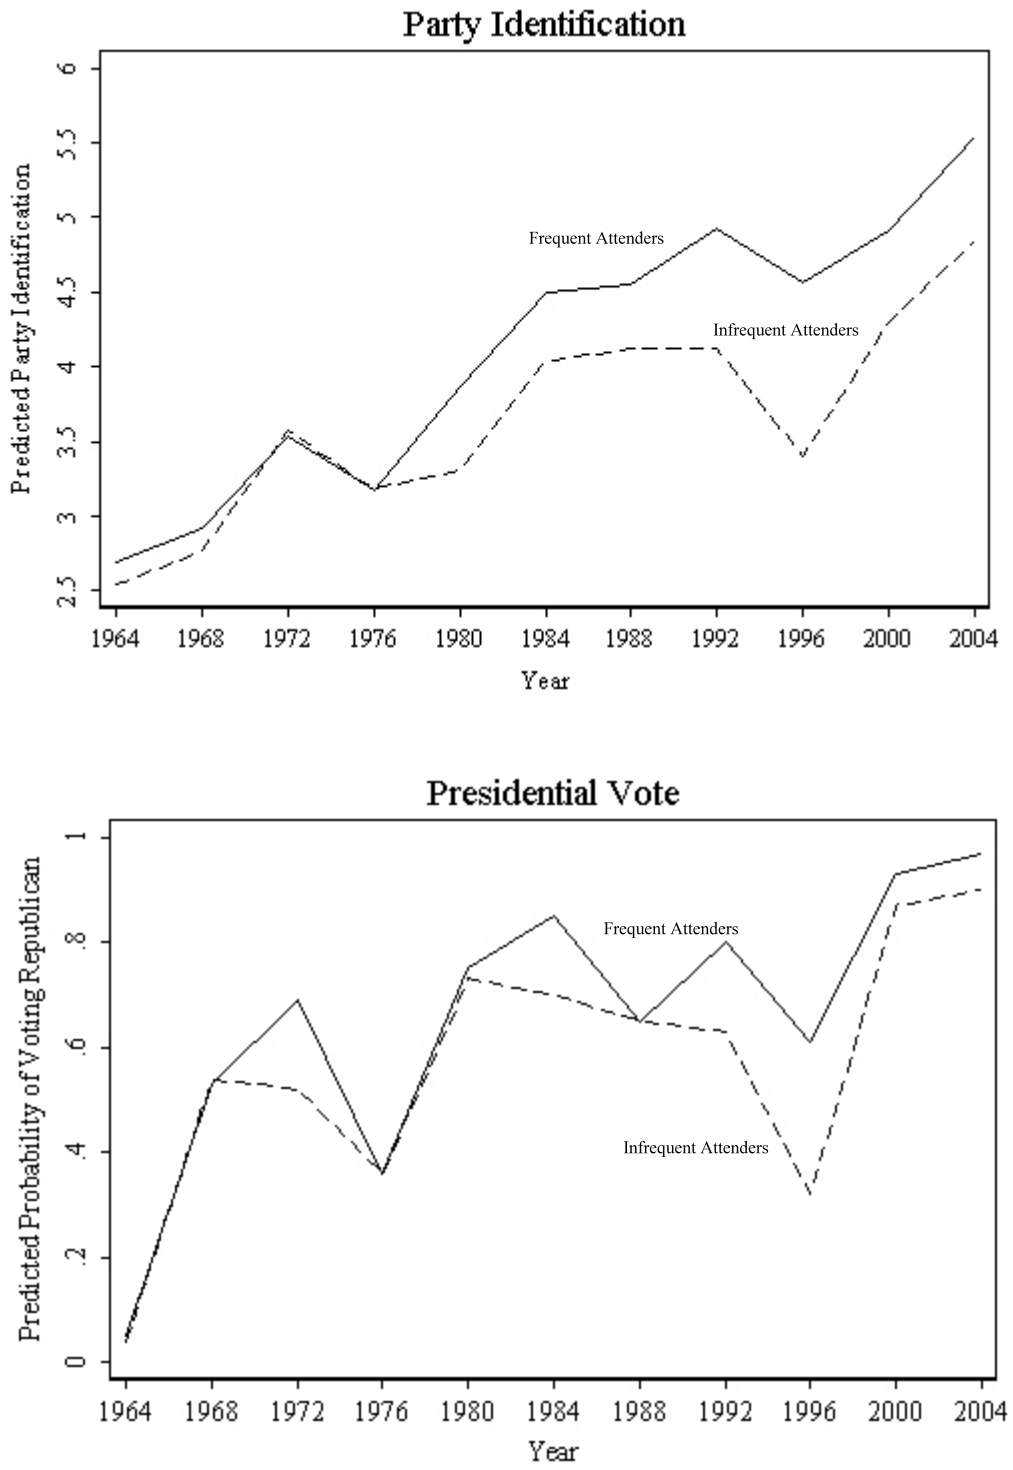 Party Identification
Predicted Party Identification
6
5.5
5
4.5
4
3.5
3
2.5
Frequent Attenders
Infrequent Attenders
1964 1968 1972 1976 1980 1984 1988 1992 1996 2000 2004
Year
Presidential Vote
Predicted Probability of Voting Republican
1
.8
.6
.4
.2
0
Frequent Attenders
Infrequent Attenders
1964 1968 1972 1976 1980 1984 1988 1992 1996 2000 2004
Year